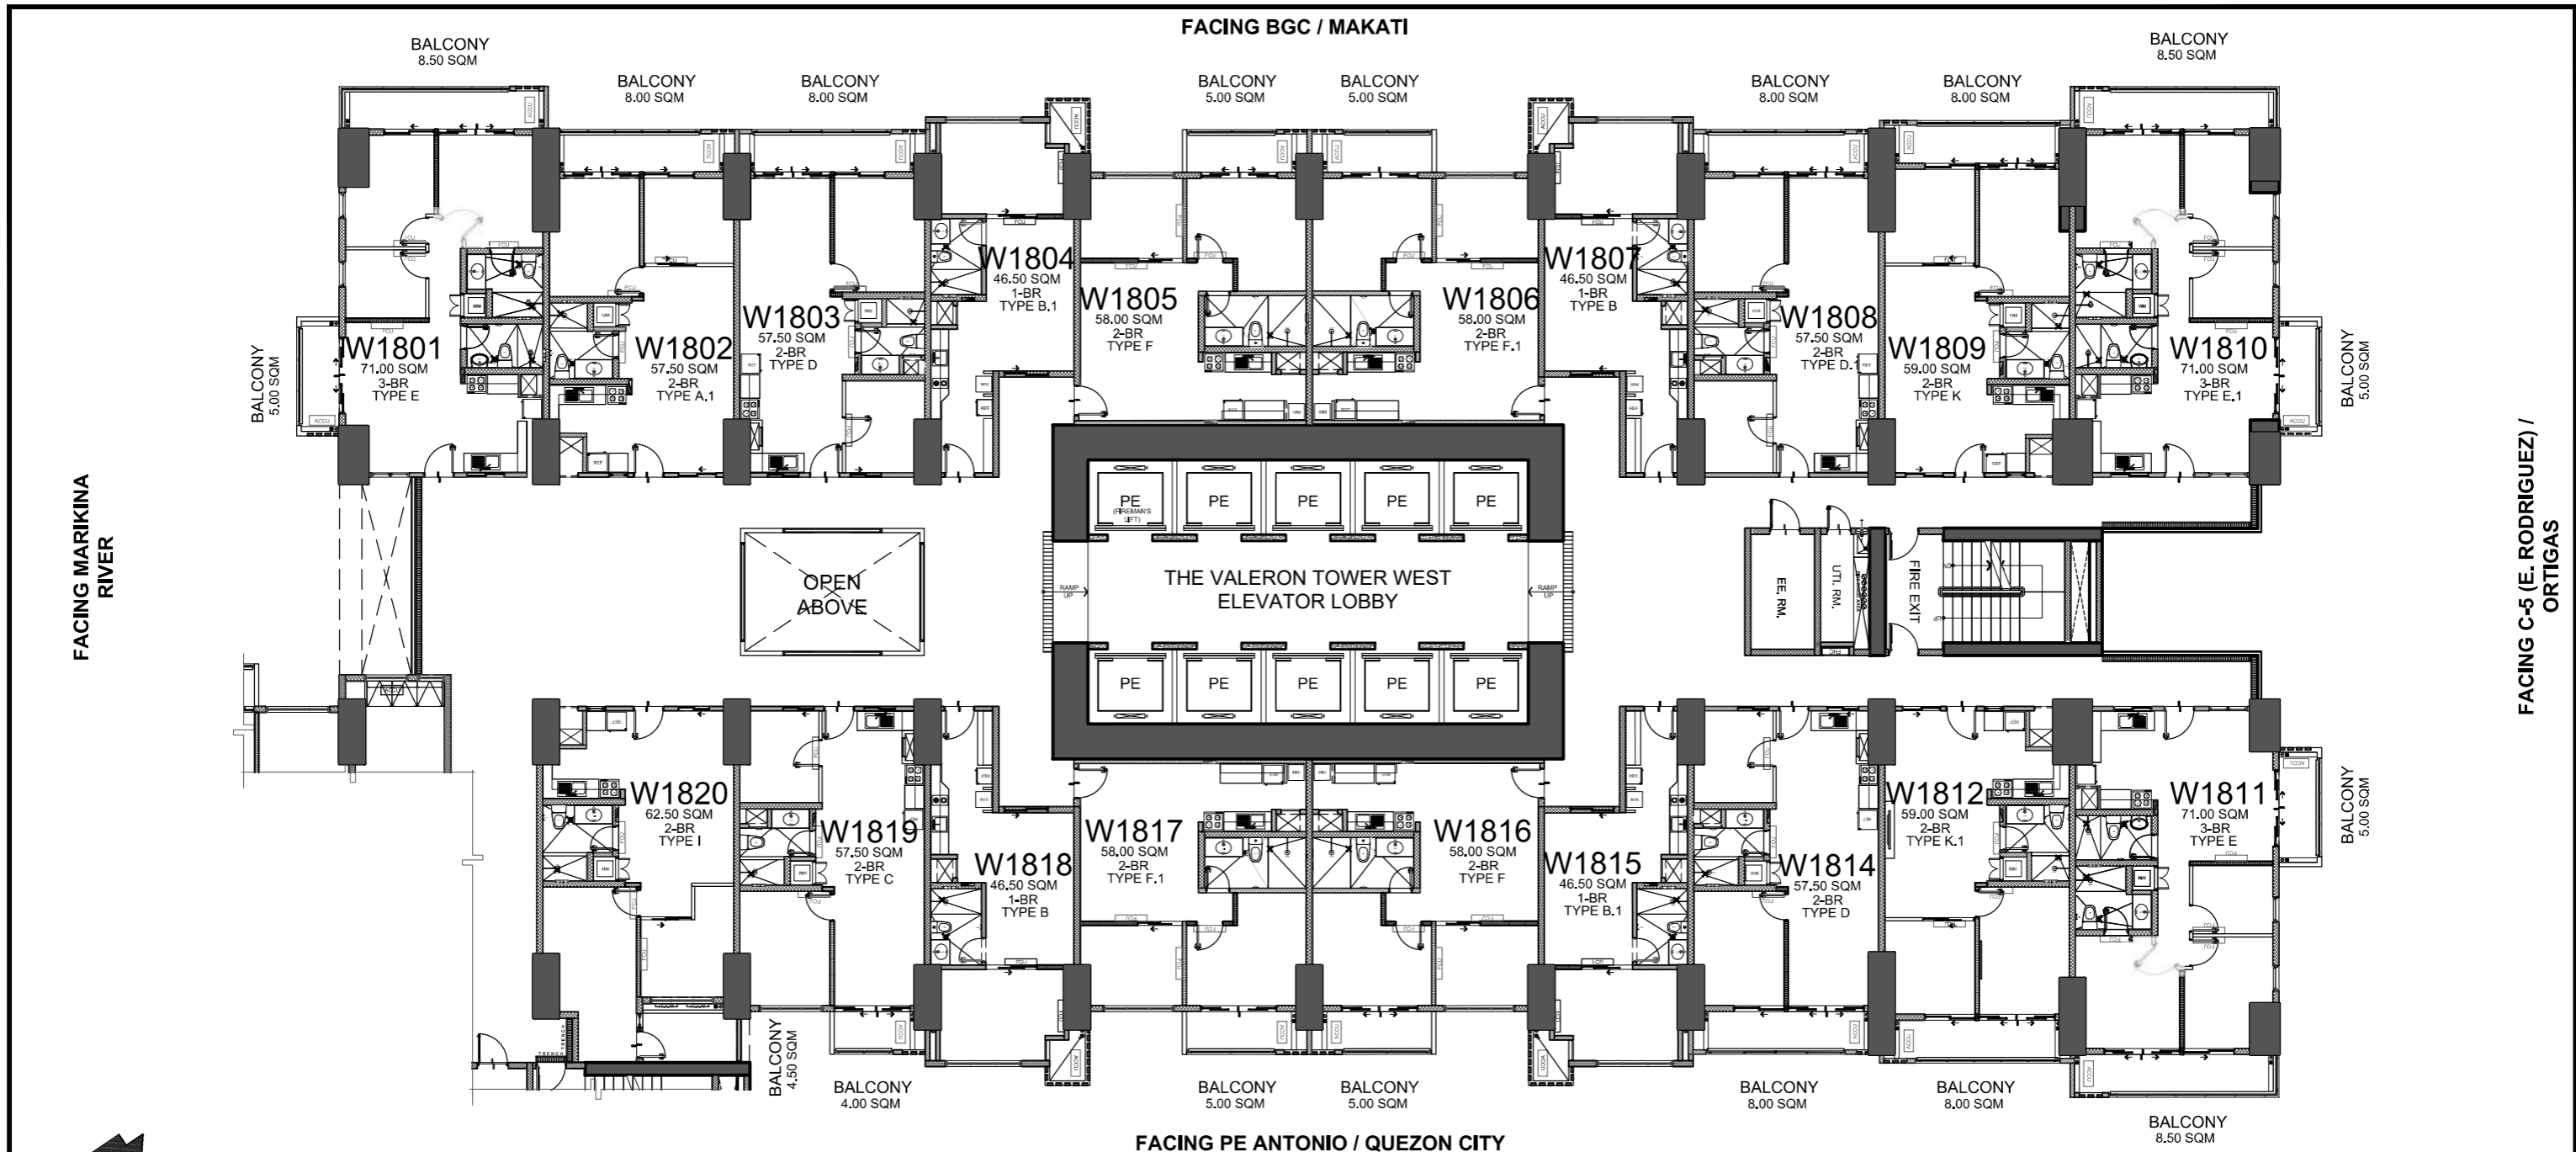 FACING BGC / MAKATI
BALCONY
8.50 SQM
BALCONY
8.00 SQM
BALCONY
8.00 SQM
BALCONY
5.00 SQM
BALCONY
5.00 SQM
BALCONY
8.00 SQM
BALCONY
8.00 SQM
BALCONY
8.50 SQM
W1801
71.00 SQM
3-BR
TYPE E
W1802
57.50 SQM
2-BR
TYPE A.1
W1803
57.50 SQM
2-BR
TYPE D
W1804
46.50 SQM
1-BR
TYPE B.1
W1805
58.00 SQM
2-BR
TYPE F
W1806
58.00 SQM
2-BR
TYPE F.1
W1807
46.50 SQM
1-BR
TYPE B
W1808
57.50 SQM
2-BR
TYPE D.1
W1809
59.00 SQM
2-BR
TYPE K
W1810
71.00 SQM
3-BR
TYPE E.1
BALCONY
5.00 SQM
BALCONY
5.00 SQM
FACING MARIKINA
RIVER
FACING C-5 (E. RODRIGUEZ) /
ORTIGAS
PE
(FIREMAN'S
LIFT)
PE
PE
PE
PE
OPEN
ABOVE
RAMP
UP
THE VALERON TOWER WEST
ELEVATOR LOBBY
RAMP
UP
EE. RM.
UTI. RM.
FIRE EXIT
DN
UP
PE
PE
PE
PE
PE
W1820
62.50 SQM
2-BR
TYPE I
W1819
57.50 SQM
2-BR
TYPE C
W1818
46.50 SQM
1-BR
TYPE B
W1817
58.00 SQM
2-BR
TYPE F.1
W1816
58.00 SQM
2-BR
TYPE F
W1815
46.50 SQM
1-BR
TYPE B.1
W1814
57.50 SQM
2-BR
TYPE D
W1812
59.00 SQM
2-BR
TYPE K.1
W1811
71.00 SQM
3-BR
TYPE E
BALCONY
5.00 SQM
TRENCH
TRENCH
BALCONY
4.50 SQM
BALCONY
4.00 SQM
BALCONY
5.00 SQM
BALCONY
5.00 SQM
BALCONY
8.00 SQM
BALCONY
8.00 SQM
BALCONY
8.50 SQM
FACING PE ANTONIO / QUEZON CITY